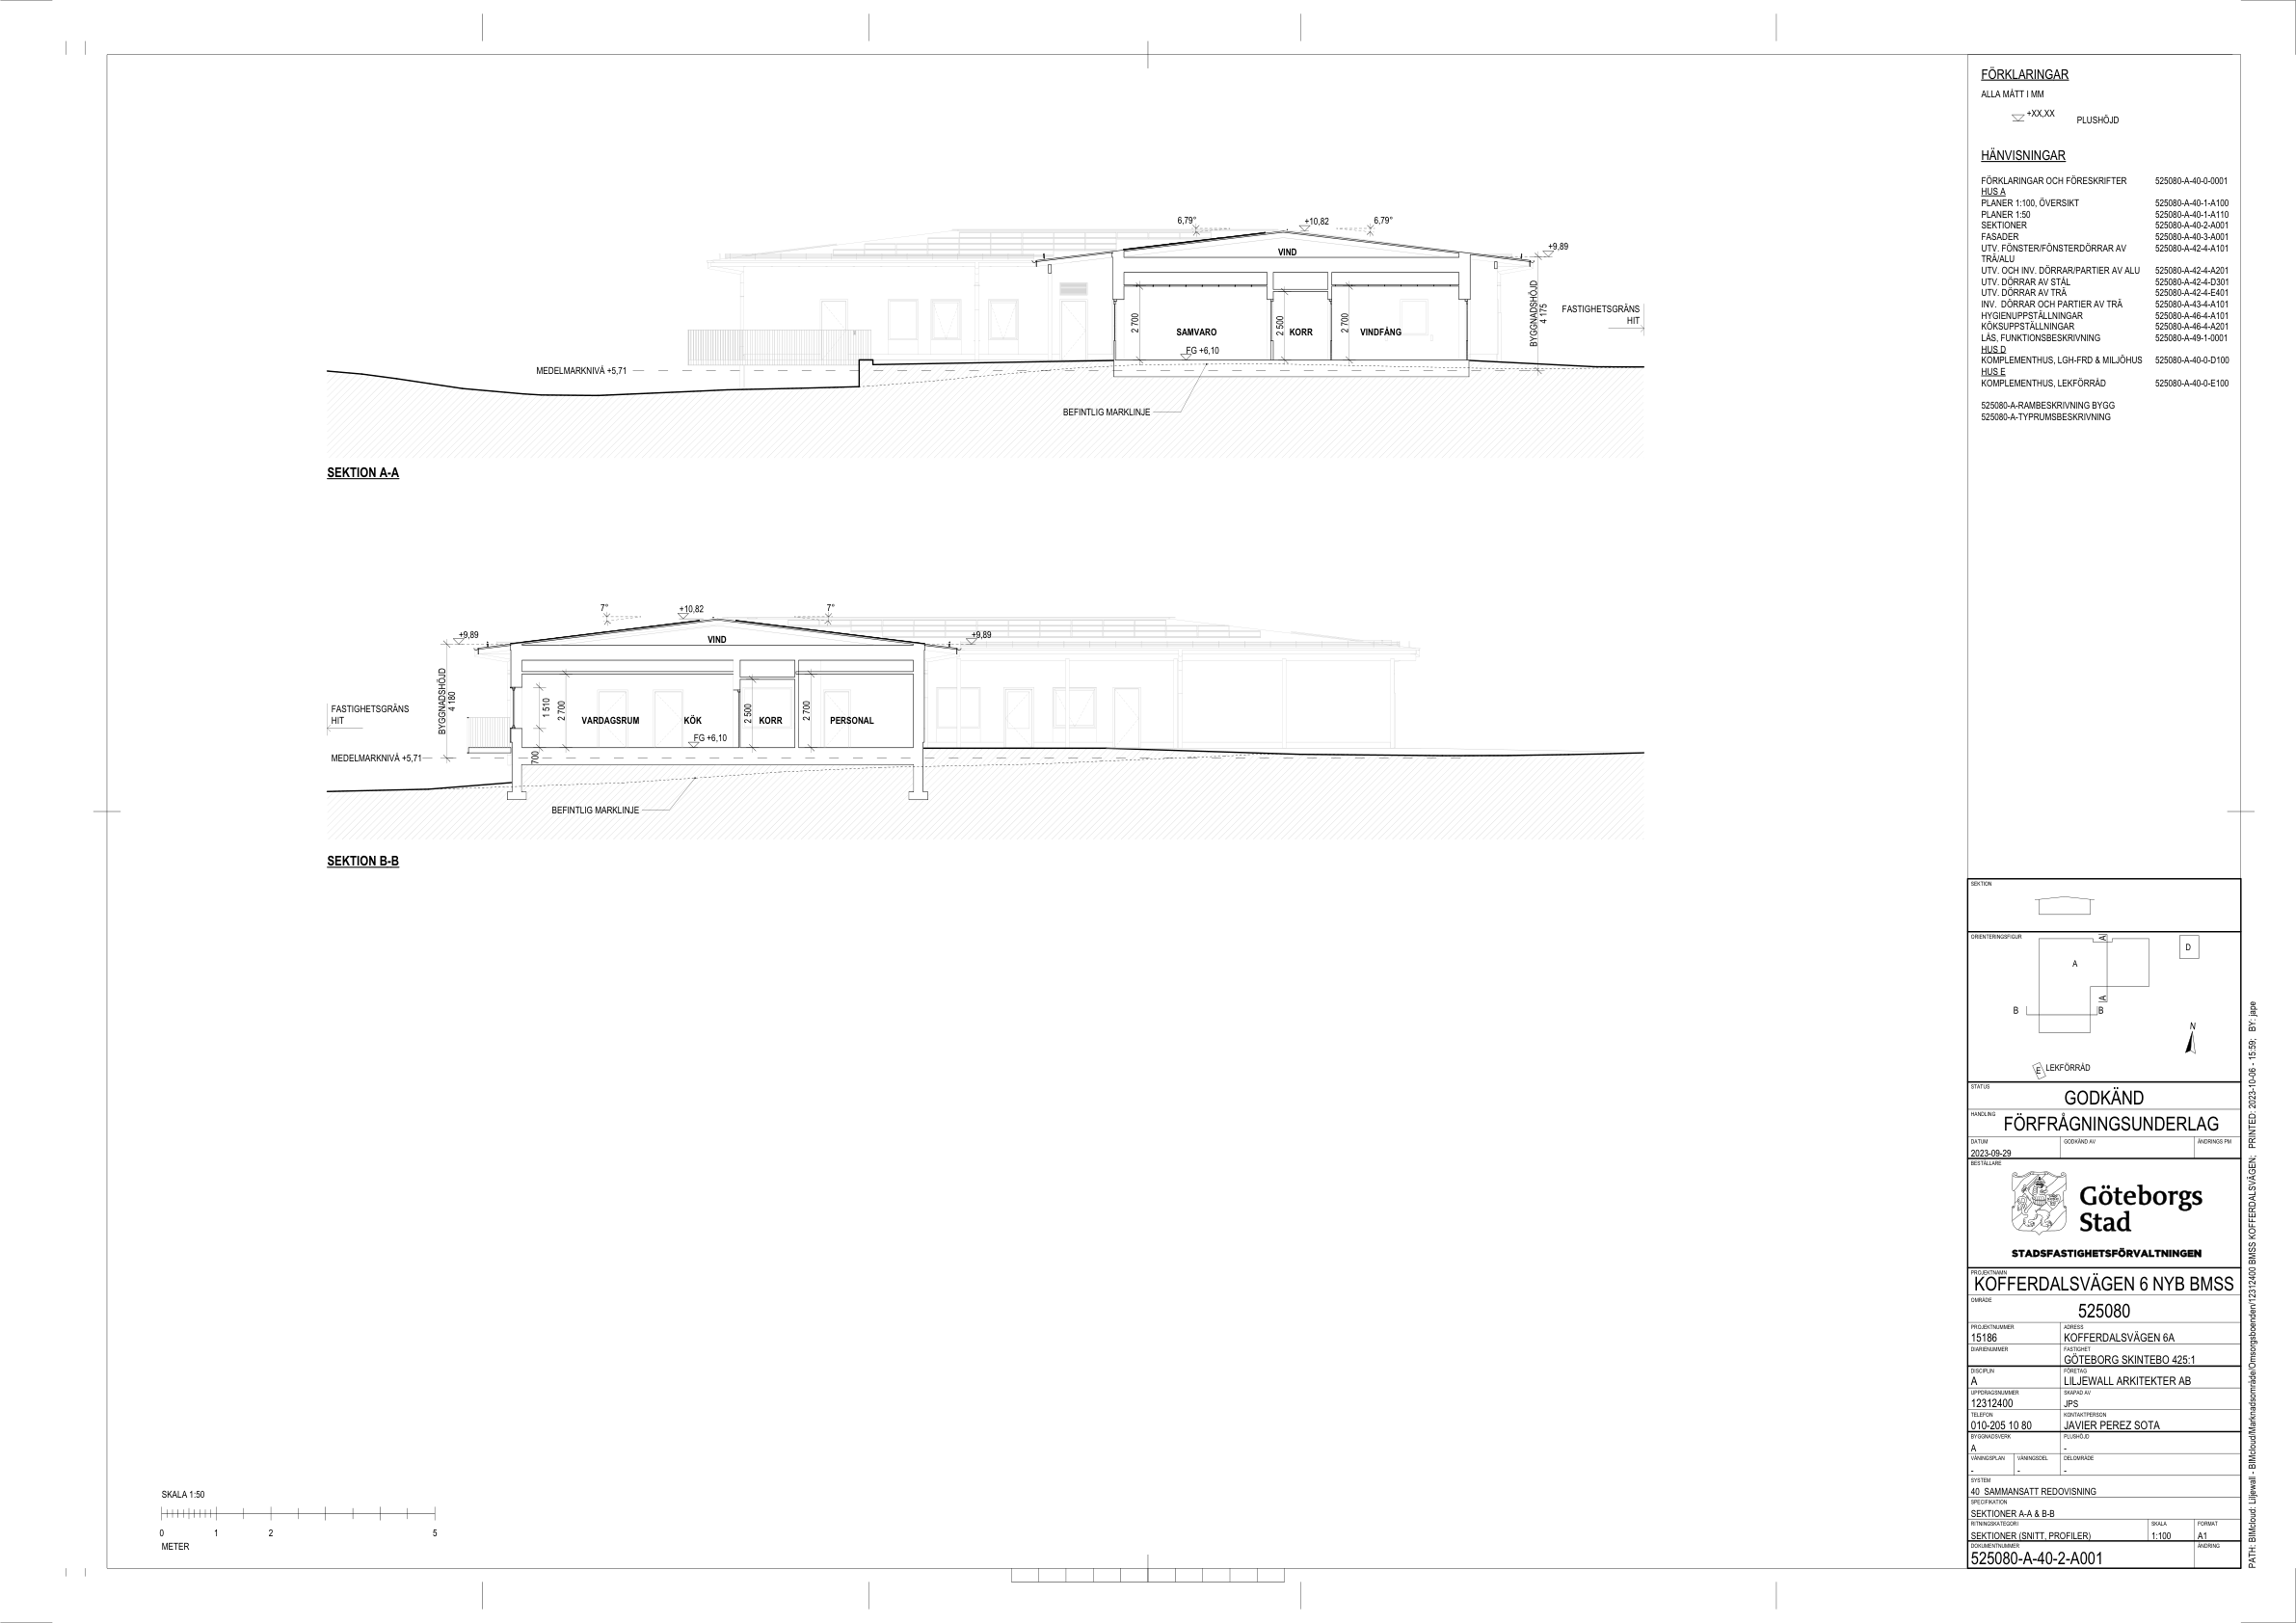 FÖRKLARINGAR
ALLA MÅTT I MM
+XX,XX
PLUSHÖJD
HÄNVISNINGAR
FÖRKLARINGAR OCH FÖRESKRIFTER 525080-A-40-0-0001
HUS A
PLANER 1:100, ÖVERSIKT 525080-A-40-1-A100
PLANER 1:50 525080-A-40-1-A110
SEKTIONER 525080-A-40-2-A001
FASADER 525080-A-40-3-A001
UTV. FÖNSTER/FÖNSTERDÖRRAR AV 525080-A-42-4-A101
TRÄ/ALU
UTV. OCH INV. DÖRRAR/PARTIER AV ALU 525080-A-42-4-A201
UTV. DÖRRAR AV STÅL 525080-A-42-4-D301
UTV. DÖRRAR AV TRÄ 525080-A-42-4-E401
INV. DÖRRAR OCH PARTIER AV TRÄ 525080-A-43-4-A101
HYGIENUPPSTÄLLNINGAR 525080-A-46-4-A101
KÖKSUPPSTÄLLNINGAR 525080-A-46-4-A201
LÅS, FUNKTIONSBESKRIVNING 525080-A-49-1-0001
HUS D
KOMPLEMENTHUS, LGH-FRD & MILJÖHUS 525080-A-40-0-D100
HUS E
KOMPLEMENTHUS, LEKFÖRRÅD 525080-A-40-0-E100
525080-A-RAMBESKRIVNING BYGG
525080-A-TYPRUMSBESKRIVNING
6,79°
+10,82
6,79°
+9,89
VIND
BYGGNADSHÖJD
4 175
FASTIGHETSGRÄNS
HIT
2 700
SAMVARO
2 500
KORR
2 700
VINDFÅNG
FG +6,10
MEDELMARKNIVÅ +5,71
BEFINTLIG MARKLINJE
SEKTION A-A
7°
+10,82
7°
+9,89
VIND
+9,89
BYGGNADSHÖJD
4 180
FASTIGHETSGRÄNS
HIT
1 510
2 700
VARDAGSRUM
KÖK
2 500
KORR
2 700
PERSONAL
FG +6,10
MEDELMARKNIVÅ +5,71
700
BEFINTLIG MARKLINJE
SEKTION B-B
SEKTION
ORIENTERINGSFIGUR
A
D
A
A
B
B
N
E
LEKFÖRRÅD
STATUS
GODKÄND
HANDLING
FÖRFRÅGNINGSUNDERLAG
DATUM GODKÄND AV ÄNDRINGS PM
2023-09-29
BESTÄLLARE
Göteborgs
Stad
STADSFASTIGHETSFÖRVALTNINGEN
PROJEKTNAMN
KOFFERDALSVÄGEN 6 NYB BMSS
OMRÅDE
525080
PROJEKTNUMMER ADRESS
15186 KOFFERDALSVÄGEN 6A
DIARIENUMMER FASTIGHET
GÖTEBORG SKINTEBO 425:1
DISCIPLIN FÖRETAG
A LILJEWALL ARKITEKTER AB
UPPDRAGSNUMMER SKAPAD AV
12312400 JPS
TELEFON KONTAKTPERSON
010-205 10 80 JAVIER PEREZ SOTA
BYGGNADSVERK PLUSHÖJD
A -
VÅNINGSPLAN VÅNINGSDEL DELOMRÅDE
- - -
SYSTEM
40 SAMMANSATT REDOVISNING
SPECIFIKATION
SEKTIONER A-A & B-B
RITNINGSKATEGORI SKALA FORMAT
SEKTIONER (SNITT, PROFILER) 1:100 A1
DOKUMENTNUMMER ÄNDRING
525080-A-40-2-A001
PATH: BIMcloud: Liljewall - BIMcloud/Marknadsområde/Omsorgsboenden/12312400 BMSS KOFFERDALSVÄGEN; PRINTED: 2023-10-06 - 15:59; BY: jape
SKALA 1:50
0 1 2 5
METER